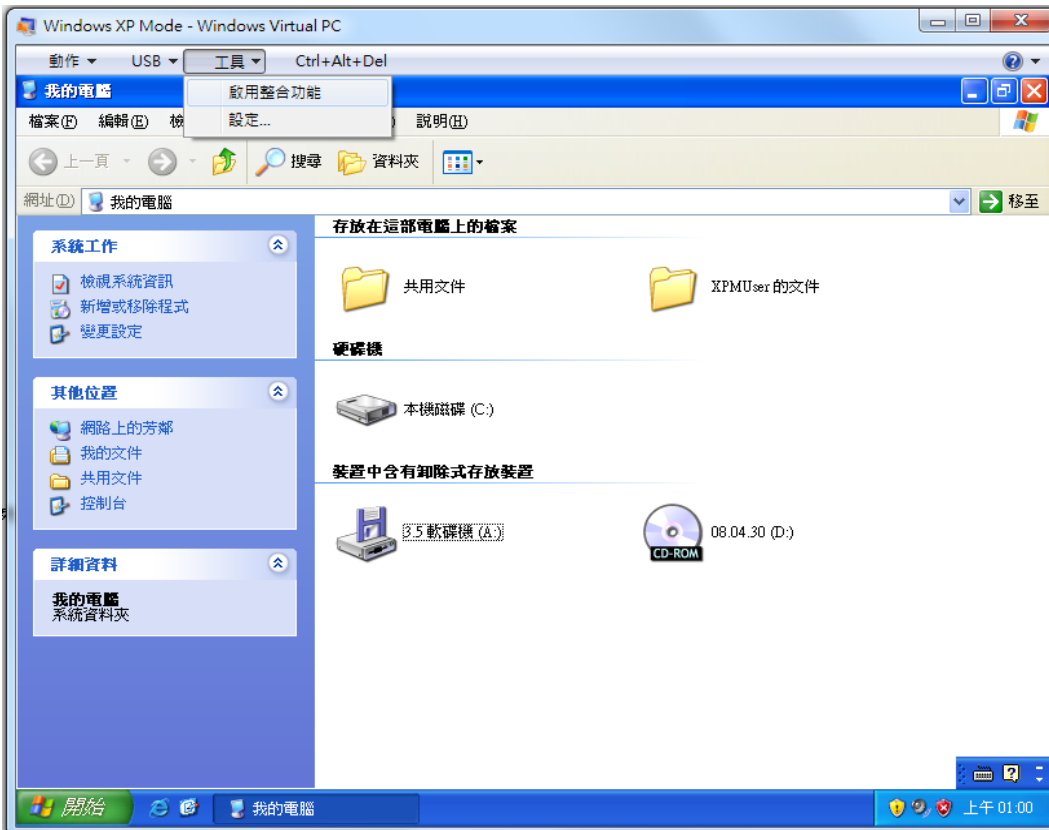 Windows XP Mode - Windows Virtual PC
動作 USB 工具 Ctrl+Alt+Del
我的電腦
啟用整合功能
檔案(F) 編輯(E) 檢 說明(H)
設定...
上一頁 搜尋 資料夾
網址(D) 我的電腦 移至
存放在這部電腦上的檔案
系統工作
檢視系統資訊
新增或移除程式
變更設定
共用文件 XPMUser 的文件
硬碟機
其他位置
本機磁碟 (C:)
網路上的芳鄰
我的文件
共用文件
控制台
裝置中含有卸除式存放裝置
3.5 軟碟機 (A:) 08.04.30 (D:)
CD-ROM
詳細資料
我的電腦
系統資料夾
開始 我的電腦 上午 01:00